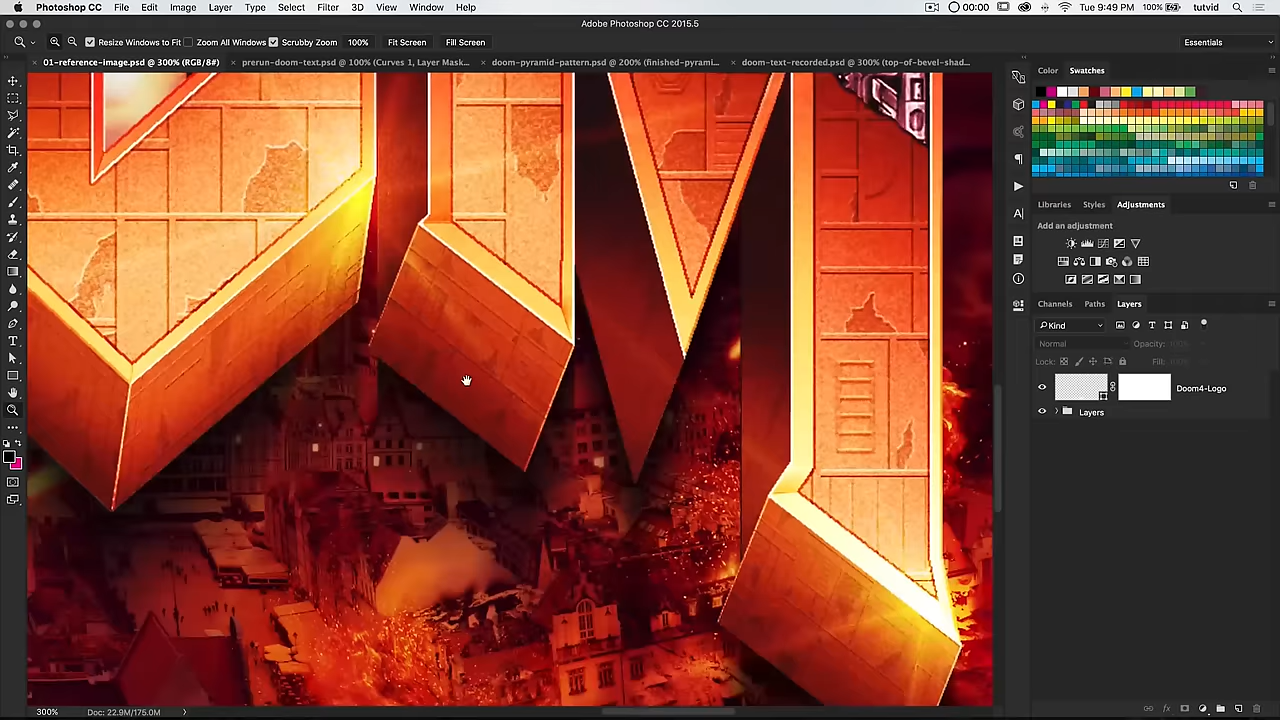 Photoshop CC File Edit Image Layer Type Select Filter 3D View Window Help 00:00 100% Tue 9:49 PM tutvid
Adobe Photoshop CC 2015.5
Resize Windows to Fit Zoom All Windows Scrubby Zoom 100% Fit Screen Fill Screen Essentials
× 01-reference-image.psd @ 300% (RGB/8#) × prerun-doom-text.psd @ 100% (Curves 1, Layer Mask... × doom-pyramid-pattern.psd @ 200% (finished-pyrami... × doom-text-recorded.psd @ 300% (top-of-bevel-shad...
Color Swatches
Libraries Styles Adjustments
Add an adjustment
Channels Paths Layers
Kind
Normal Opacity:
Lock: Fill:
Doom4-Logo
Layers
300% Doc: 22.9M/175.0M